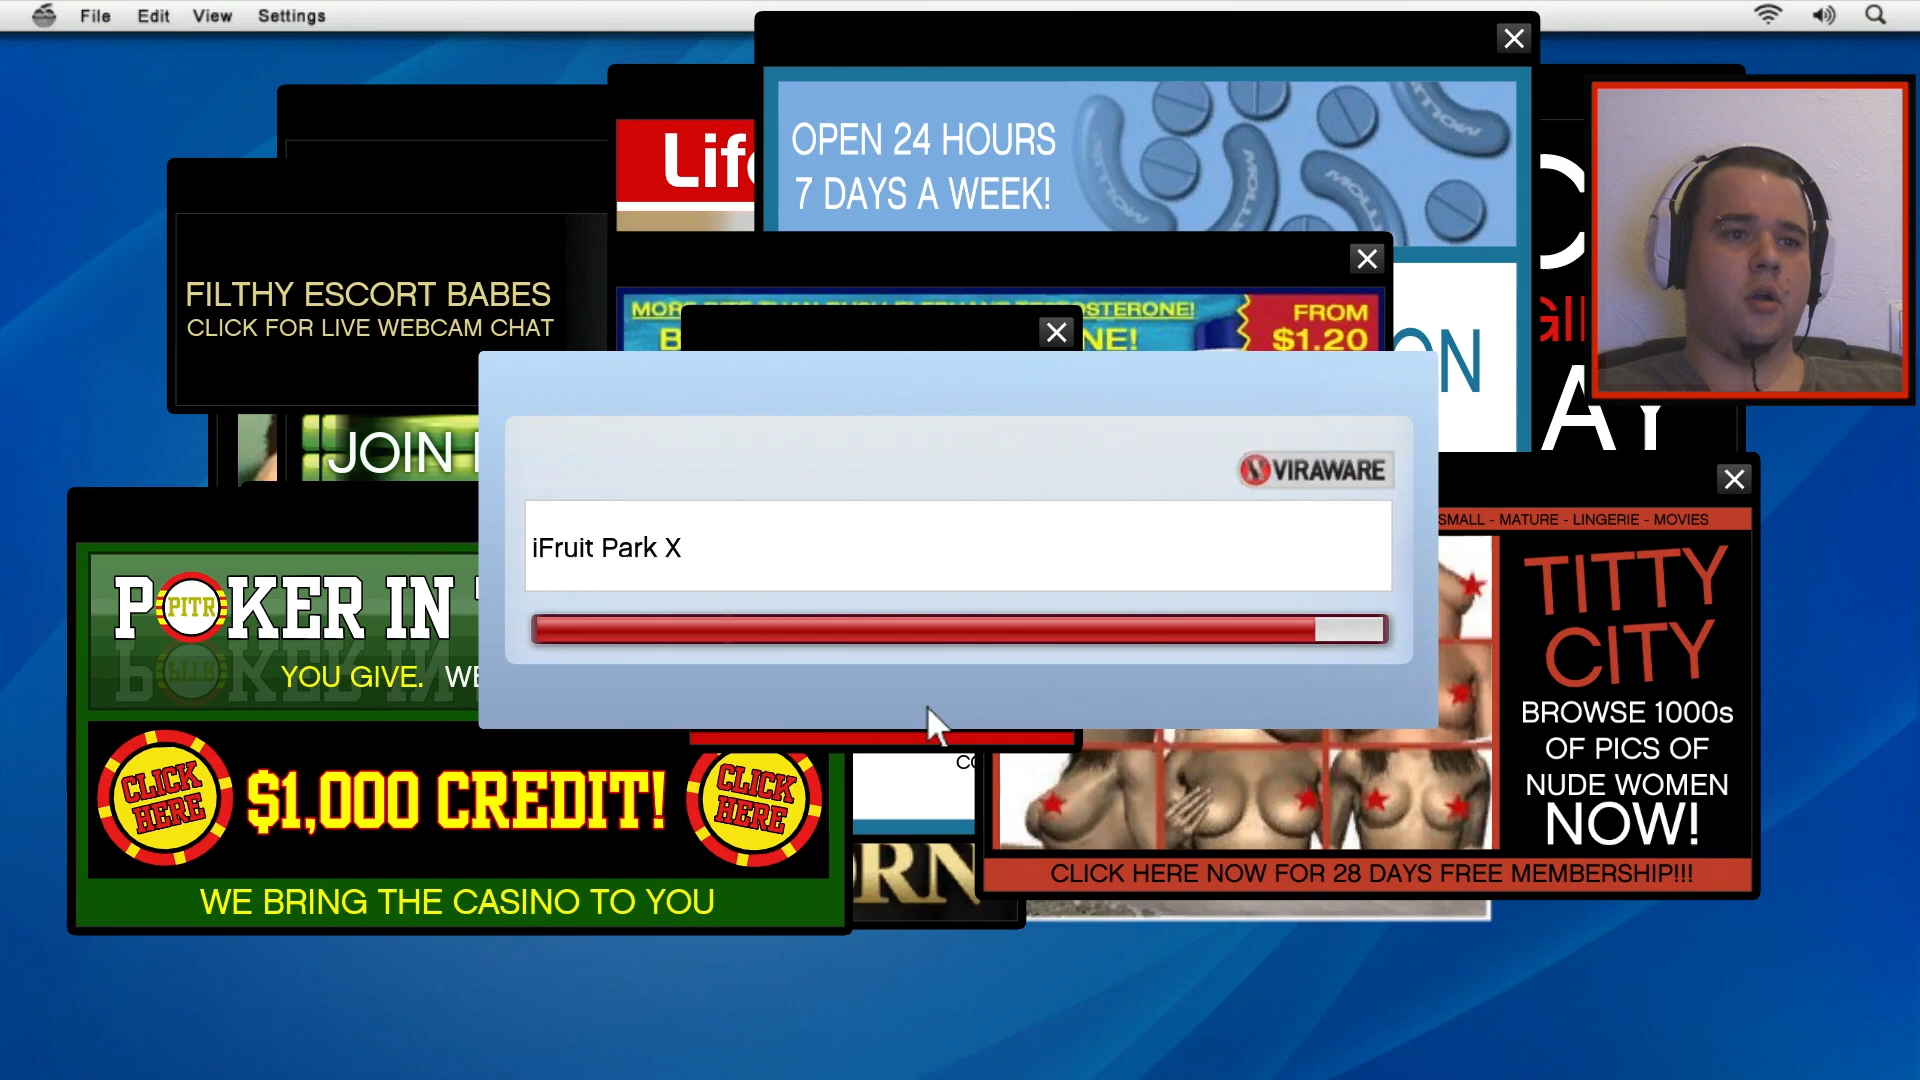 File Edit View Settings
OPEN 24 HOURS
7 DAYS A WEEK!
Life
FILTHY ESCORT BABES
CLICK FOR LIVE WEBCAM CHAT
FROM
$1.20
JOIN
VIRAWARE
iFruit Park X
SMALL - MATURE - LINGERIE - MOVIES
TITTY
CITY
BROWSE 1000s
OF PICS OF
NUDE WOMEN
NOW!
CLICK HERE NOW FOR 28 DAYS FREE MEMBERSHIP!!!
POKER IN
PITR
YOU GIVE. WE
CLICK HERE
$1,000 CREDIT!
CLICK HERE
WE BRING THE CASINO TO YOU